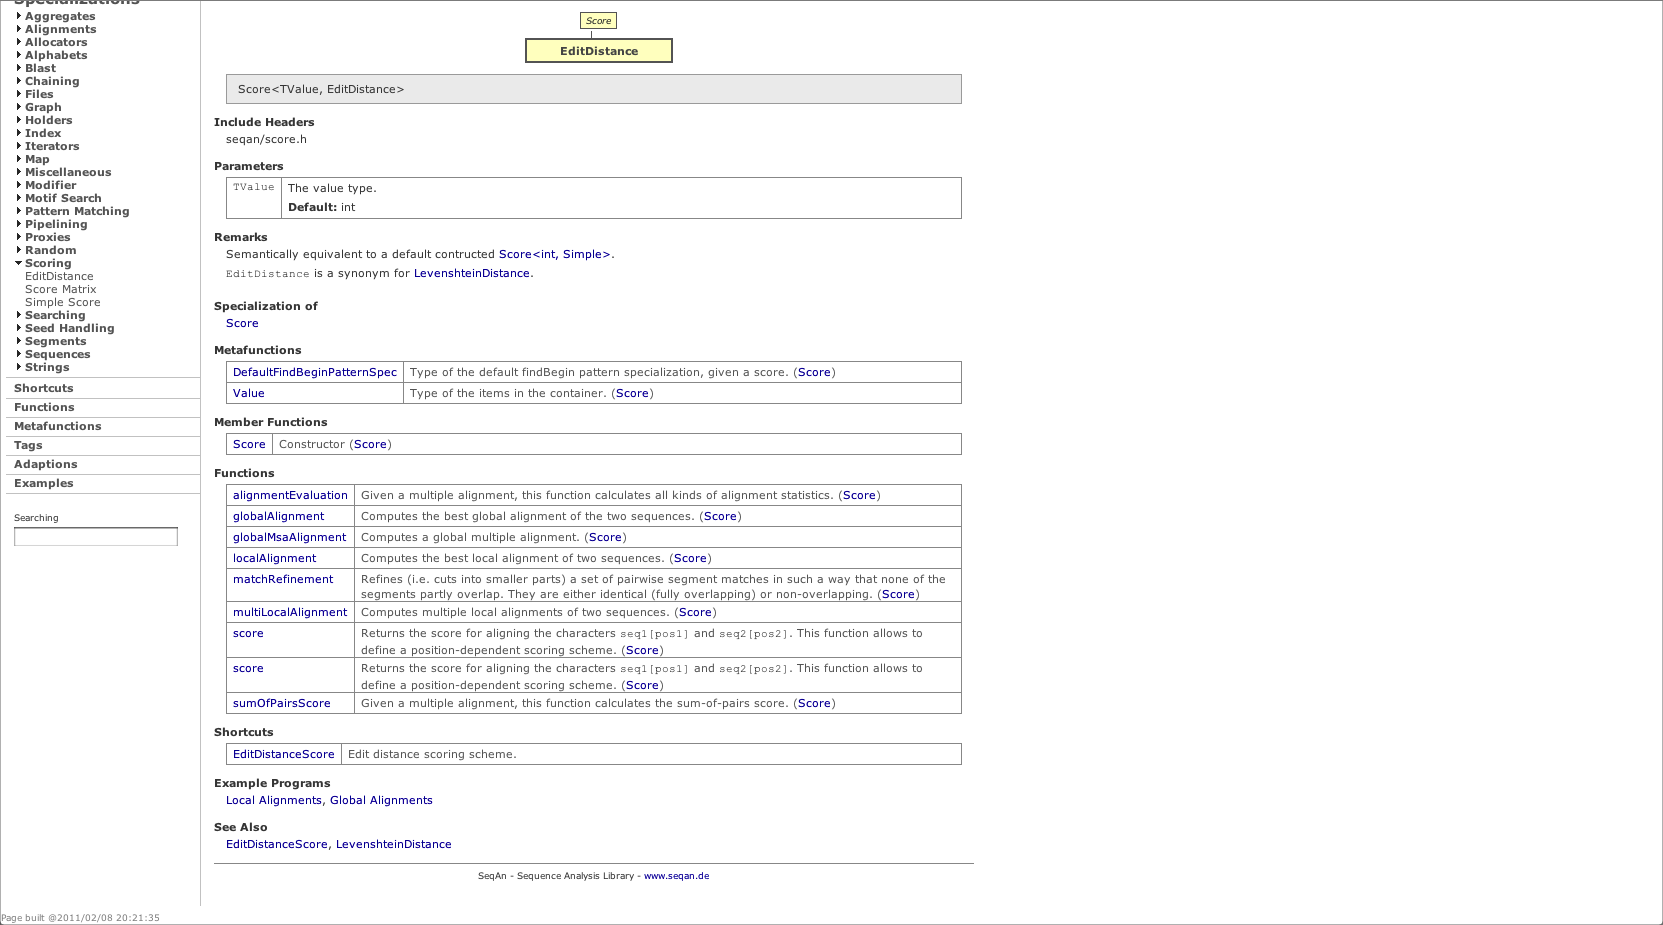 Specializations
Aggregates
Alignments
Allocators
Alphabets
Blast
Chaining
Files
Graph
Holders
Index
Iterators
Map
Miscellaneous
Modifier
Motif Search
Pattern Matching
Pipelining
Proxies
Random
Scoring
EditDistance
Score Matrix
Simple Score
Searching
Seed Handling
Segments
Sequences
Strings
Shortcuts
Functions
Metafunctions
Tags
Adaptions
Examples
Searching
Score
EditDistance
Score<TValue, EditDistance>
Include Headers
seqan/score.h
Parameters
TValue The value type.
Default: int
Remarks
Semantically equivalent to a default contructed Score<int, Simple>.
EditDistance is a synonym for LevenshteinDistance.
Specialization of
Score
Metafunctions
DefaultFindBeginPatternSpec Type of the default findBegin pattern specialization, given a score. (Score)
Value Type of the items in the container. (Score)
Member Functions
Score Constructor (Score)
Functions
alignmentEvaluation Given a multiple alignment, this function calculates all kinds of alignment statistics. (Score)
globalAlignment Computes the best global alignment of the two sequences. (Score)
globalMsaAlignment Computes a global multiple alignment. (Score)
localAlignment Computes the best local alignment of two sequences. (Score)
matchRefinement Refines (i.e. cuts into smaller parts) a set of pairwise segment matches in such a way that none of the
segments partly overlap. They are either identical (fully overlapping) or non-overlapping. (Score)
multiLocalAlignment Computes multiple local alignments of two sequences. (Score)
score Returns the score for aligning the characters seq1[pos1] and seq2[pos2]. This function allows to
define a position-dependent scoring scheme. (Score)
score Returns the score for aligning the characters seq1[pos1] and seq2[pos2]. This function allows to
define a position-dependent scoring scheme. (Score)
sumOfPairsScore Given a multiple alignment, this function calculates the sum-of-pairs score. (Score)
Shortcuts
EditDistanceScore Edit distance scoring scheme.
Example Programs
Local Alignments, Global Alignments
See Also
EditDistanceScore, LevenshteinDistance
SeqAn - Sequence Analysis Library - www.seqan.de
Page built @2011/02/08 20:21:35